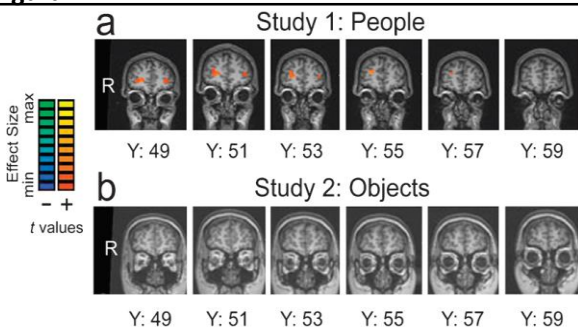 a
Study 1: People
R
Y: 49 Y: 51 Y: 53 Y: 55 Y: 57 Y: 59
Effect Size
max
min
- +
t values
b
Study 2: Objects
R
Y: 49 Y: 51 Y: 53 Y: 55 Y: 57 Y: 59